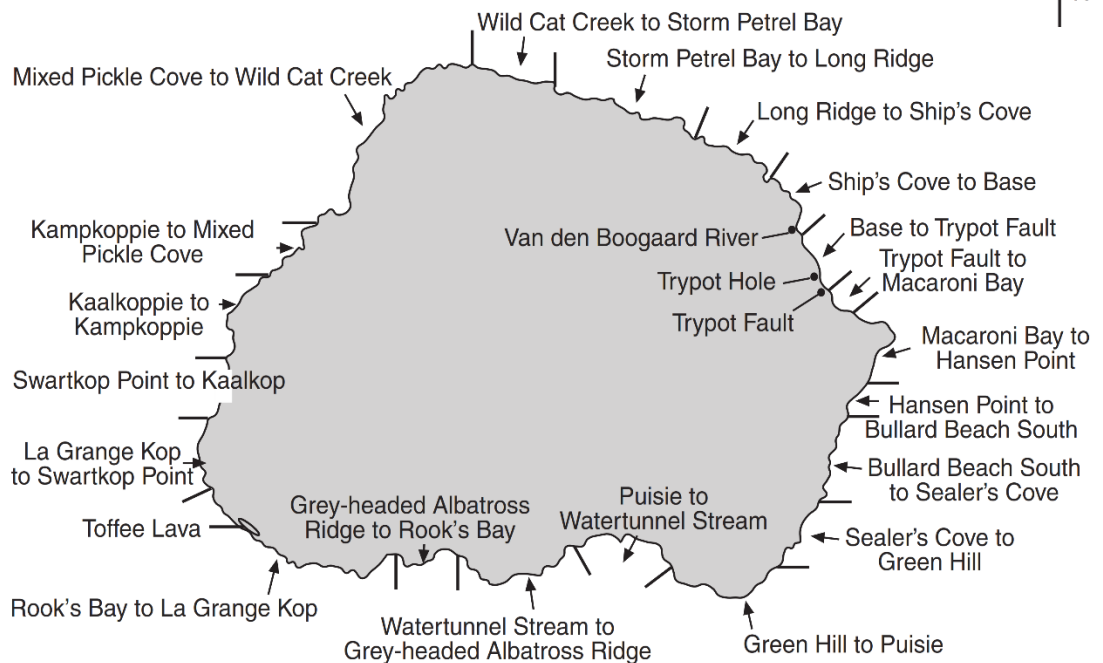 Wild Cat Creek to Storm Petrel Bay
Mixed Pickle Cove to Wild Cat Creek
Storm Petrel Bay to Long Ridge
Long Ridge to Ship's Cove
Ship's Cove to Base
Kampkoppie to Mixed
Pickle Cove
Van den Boogaard River
Base to Trypot Fault
Trypot Hole
Trypot Fault to
Macaroni Bay
Kaalkoppie to
Kampkoppie
Trypot Fault
Macaroni Bay to
Hansen Point
Swartkop Point to Kaalkop
Hansen Point to
Bullard Beach South
La Grange Kop
to Swartkop Point
Bullard Beach South
to Sealer's Cove
Grey-headed Albatross
Ridge to Rook's Bay
Puisie to
Watertunnel Stream
Toffee Lava
Sealer's Cove to
Green Hill
Rook's Bay to La Grange Kop
Watertunnel Stream to
Grey-headed Albatross Ridge
Green Hill to Puisie